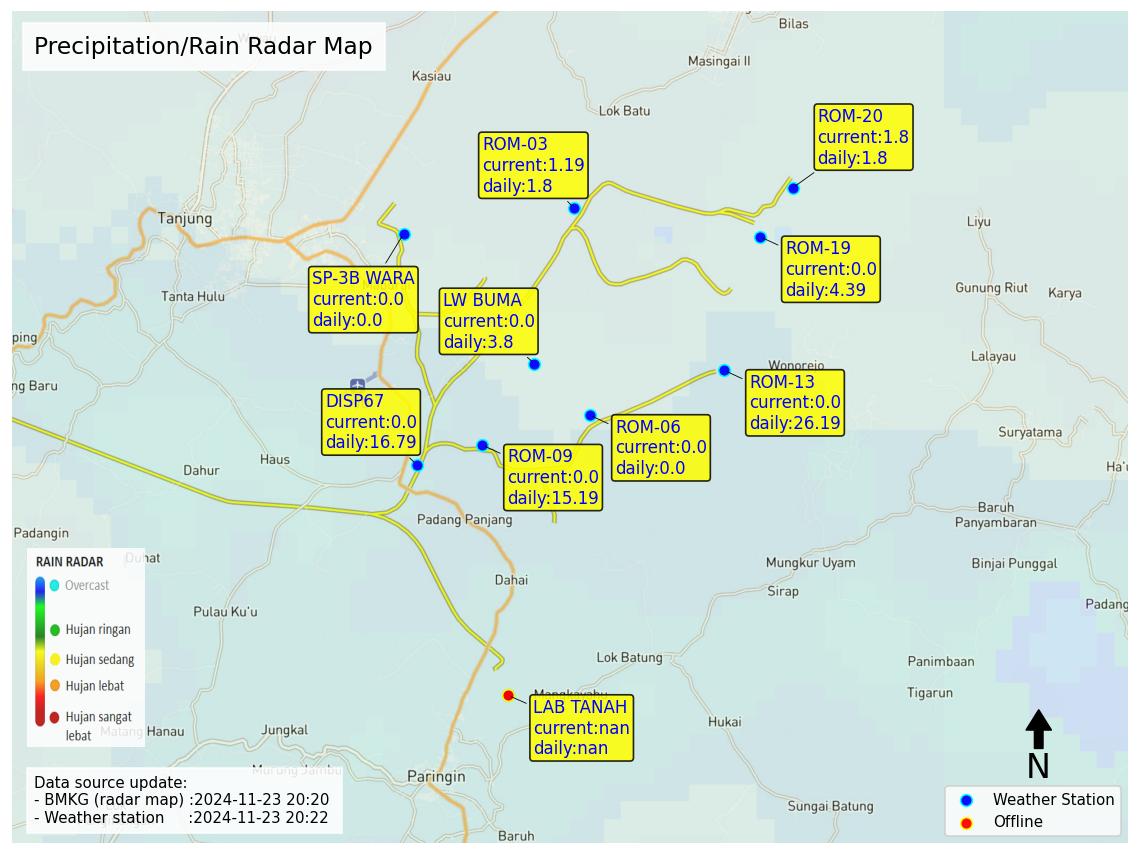 Precipitation/Rain Radar Map
Bilas
Masingai II
Kasiau
Lok Batu
ROM-20
current:1.8
daily:1.8
ROM-03
current:1.19
daily:1.8
Tanjung
Liyu
ROM-19
current:0.0
daily:4.39
SP-3B WARA
current:0.0
daily:0.0
Tanta Hulu
LW BUMA
current:0.0
daily:3.8
Gunung Riut
Karya
ping
Lalayau
Wonorejo
ng Baru
ROM-13
current:0.0
daily:26.19
DISP67
current:0.0
daily:16.79
ROM-06
current:0.0
daily:0.0
Suryatama
Haus
Dahur
ROM-09
current:0.0
daily:15.19
Ha'u
Baruh
Panyambaran
Padang Panjang
Padangin
Duhat
Mungkur Uyam
Binjai Punggal
RAIN RADAR
Overcast
Hujan ringan
Hujan sedang
Hujan lebat
Hujan sangat
lebat
Dahai
Sirap
Padang
Pulau Ku'u
Lok Batung
Panimbaan
Tigarun
Mangkayahu
LAB TANAH
current:nan
daily:nan
Hukai
Matang Hanau
Jungkal
Murung Jambu
Paringin
N
Data source update:
- BMKG (radar map) :2024-11-23 20:20
- Weather station :2024-11-23 20:22
Sungai Batung
Baruh
Weather Station
Offline